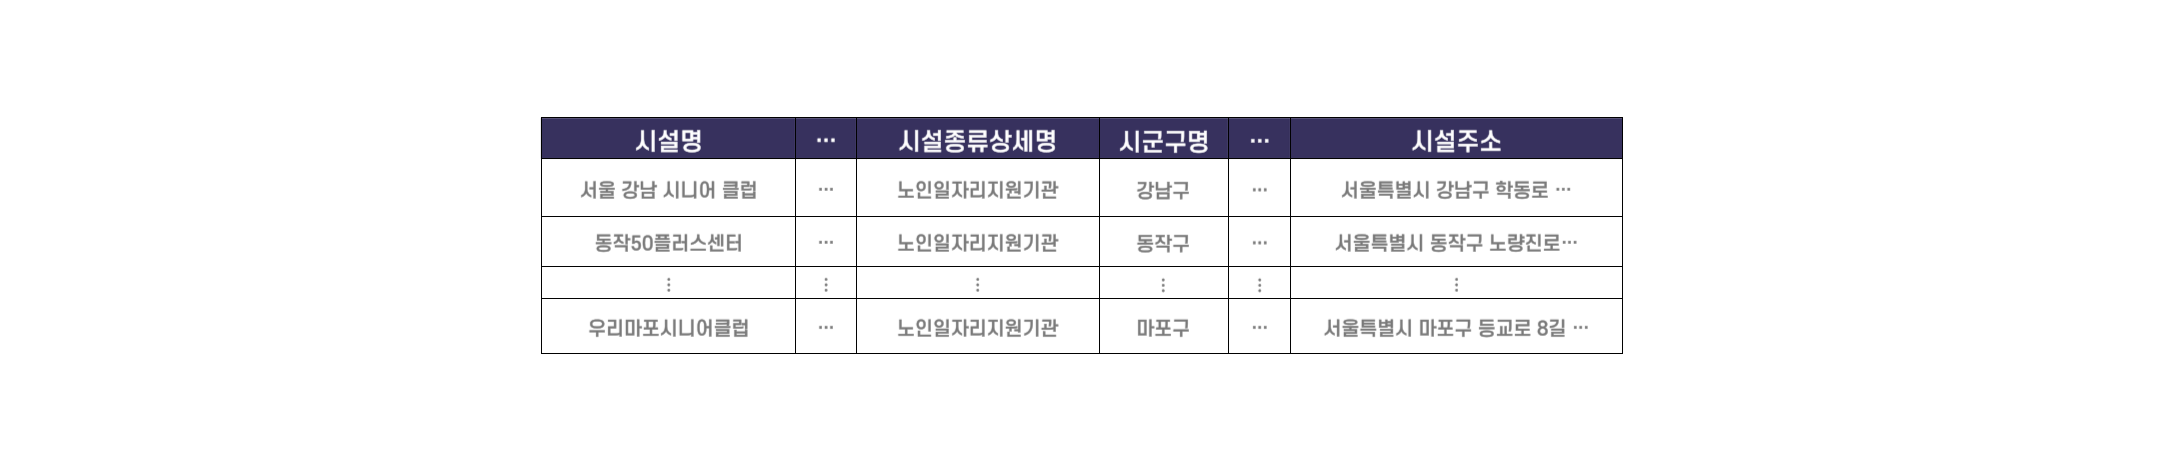 시설명 … 시설종류상세명 시군구명 … 시설주소
서울 강남 시니어 클럽 … 노인일자리지원기관 강남구 … 서울특별시 강남구 학동로 …
동작50플러스센터 … 노인일자리지원기관 동작구 … 서울특별시 동작구 노량진로…
⋮ ⋮ ⋮ ⋮ ⋮ ⋮
우리마포시니어클럽 … 노인일자리지원기관 마포구 … 서울특별시 마포구 등교로 8길 …